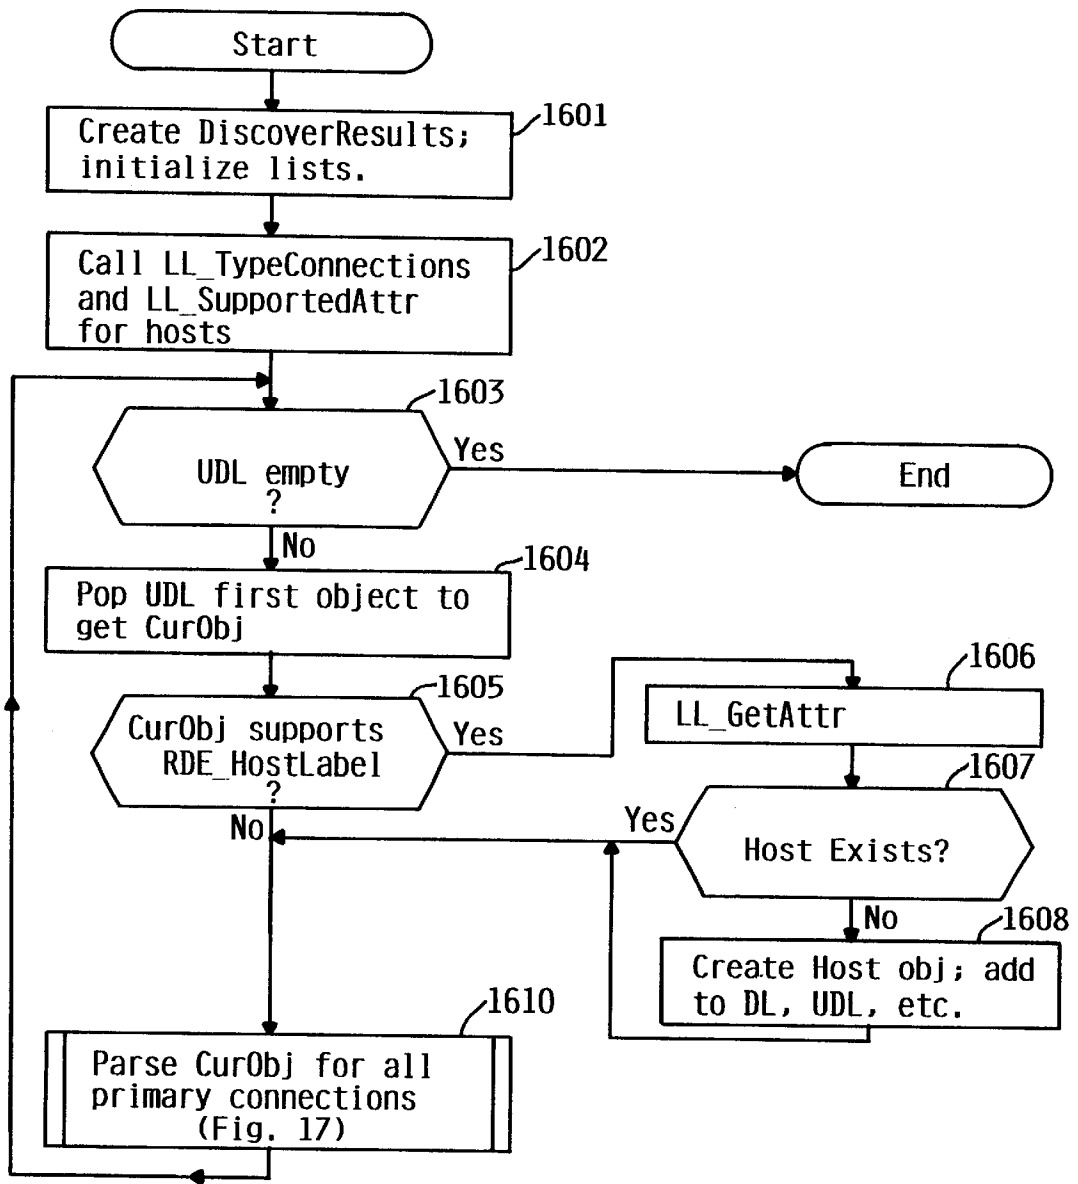 Start
1601
Create DiscoverResults;
initialize lists.
1602
Call LL_TypeConnections
and LL_SupportedAttr
for hosts
1603
UDL empty
?
Yes
End
No
1604
Pop UDL first object to
get CurObj
1605
CurObj supports
RDE_HostLabel
?
Yes
1606
LL_GetAttr
1607
Host Exists?
Yes
No
No
1608
Create Host obj; add
to DL, UDL, etc.
1610
Parse CurObj for all
primary connections
(Fig. 17)